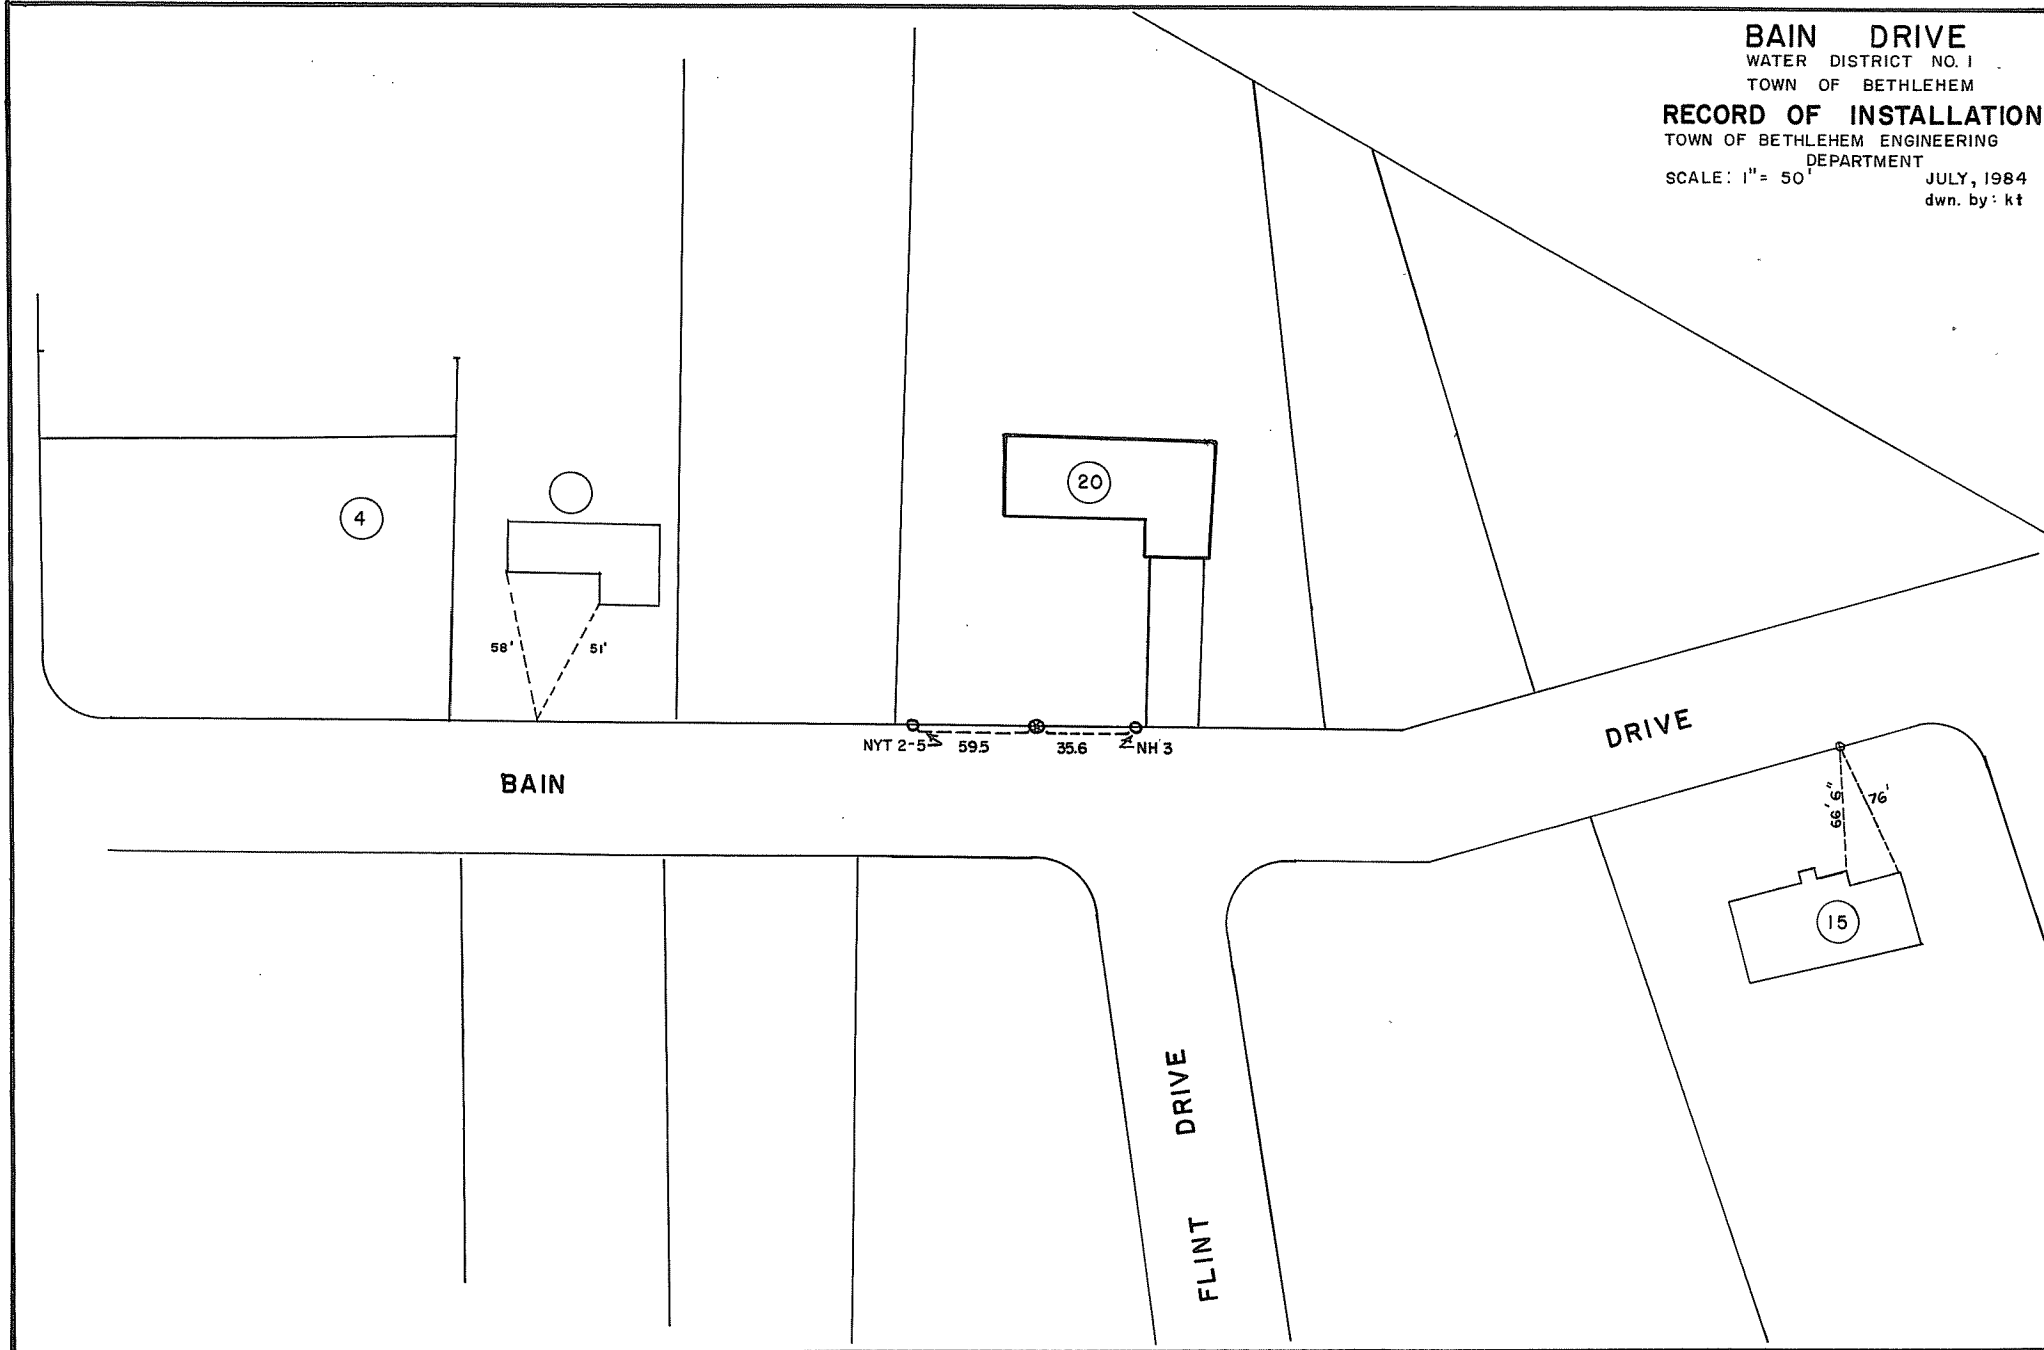 BAIN DRIVE
WATER DISTRICT NO. 1
TOWN OF BETHLEHEM
RECORD OF INSTALLATION
TOWN OF BETHLEHEM ENGINEERING
DEPARTMENT
SCALE: 1"= 50'
JULY, 1984
dwn. by: kt
20
4
58'
51'
NYT 2-5
59.5
35.6
NH 3
DRIVE
BAIN
66' 6"
76'
15
FLINT DRIVE